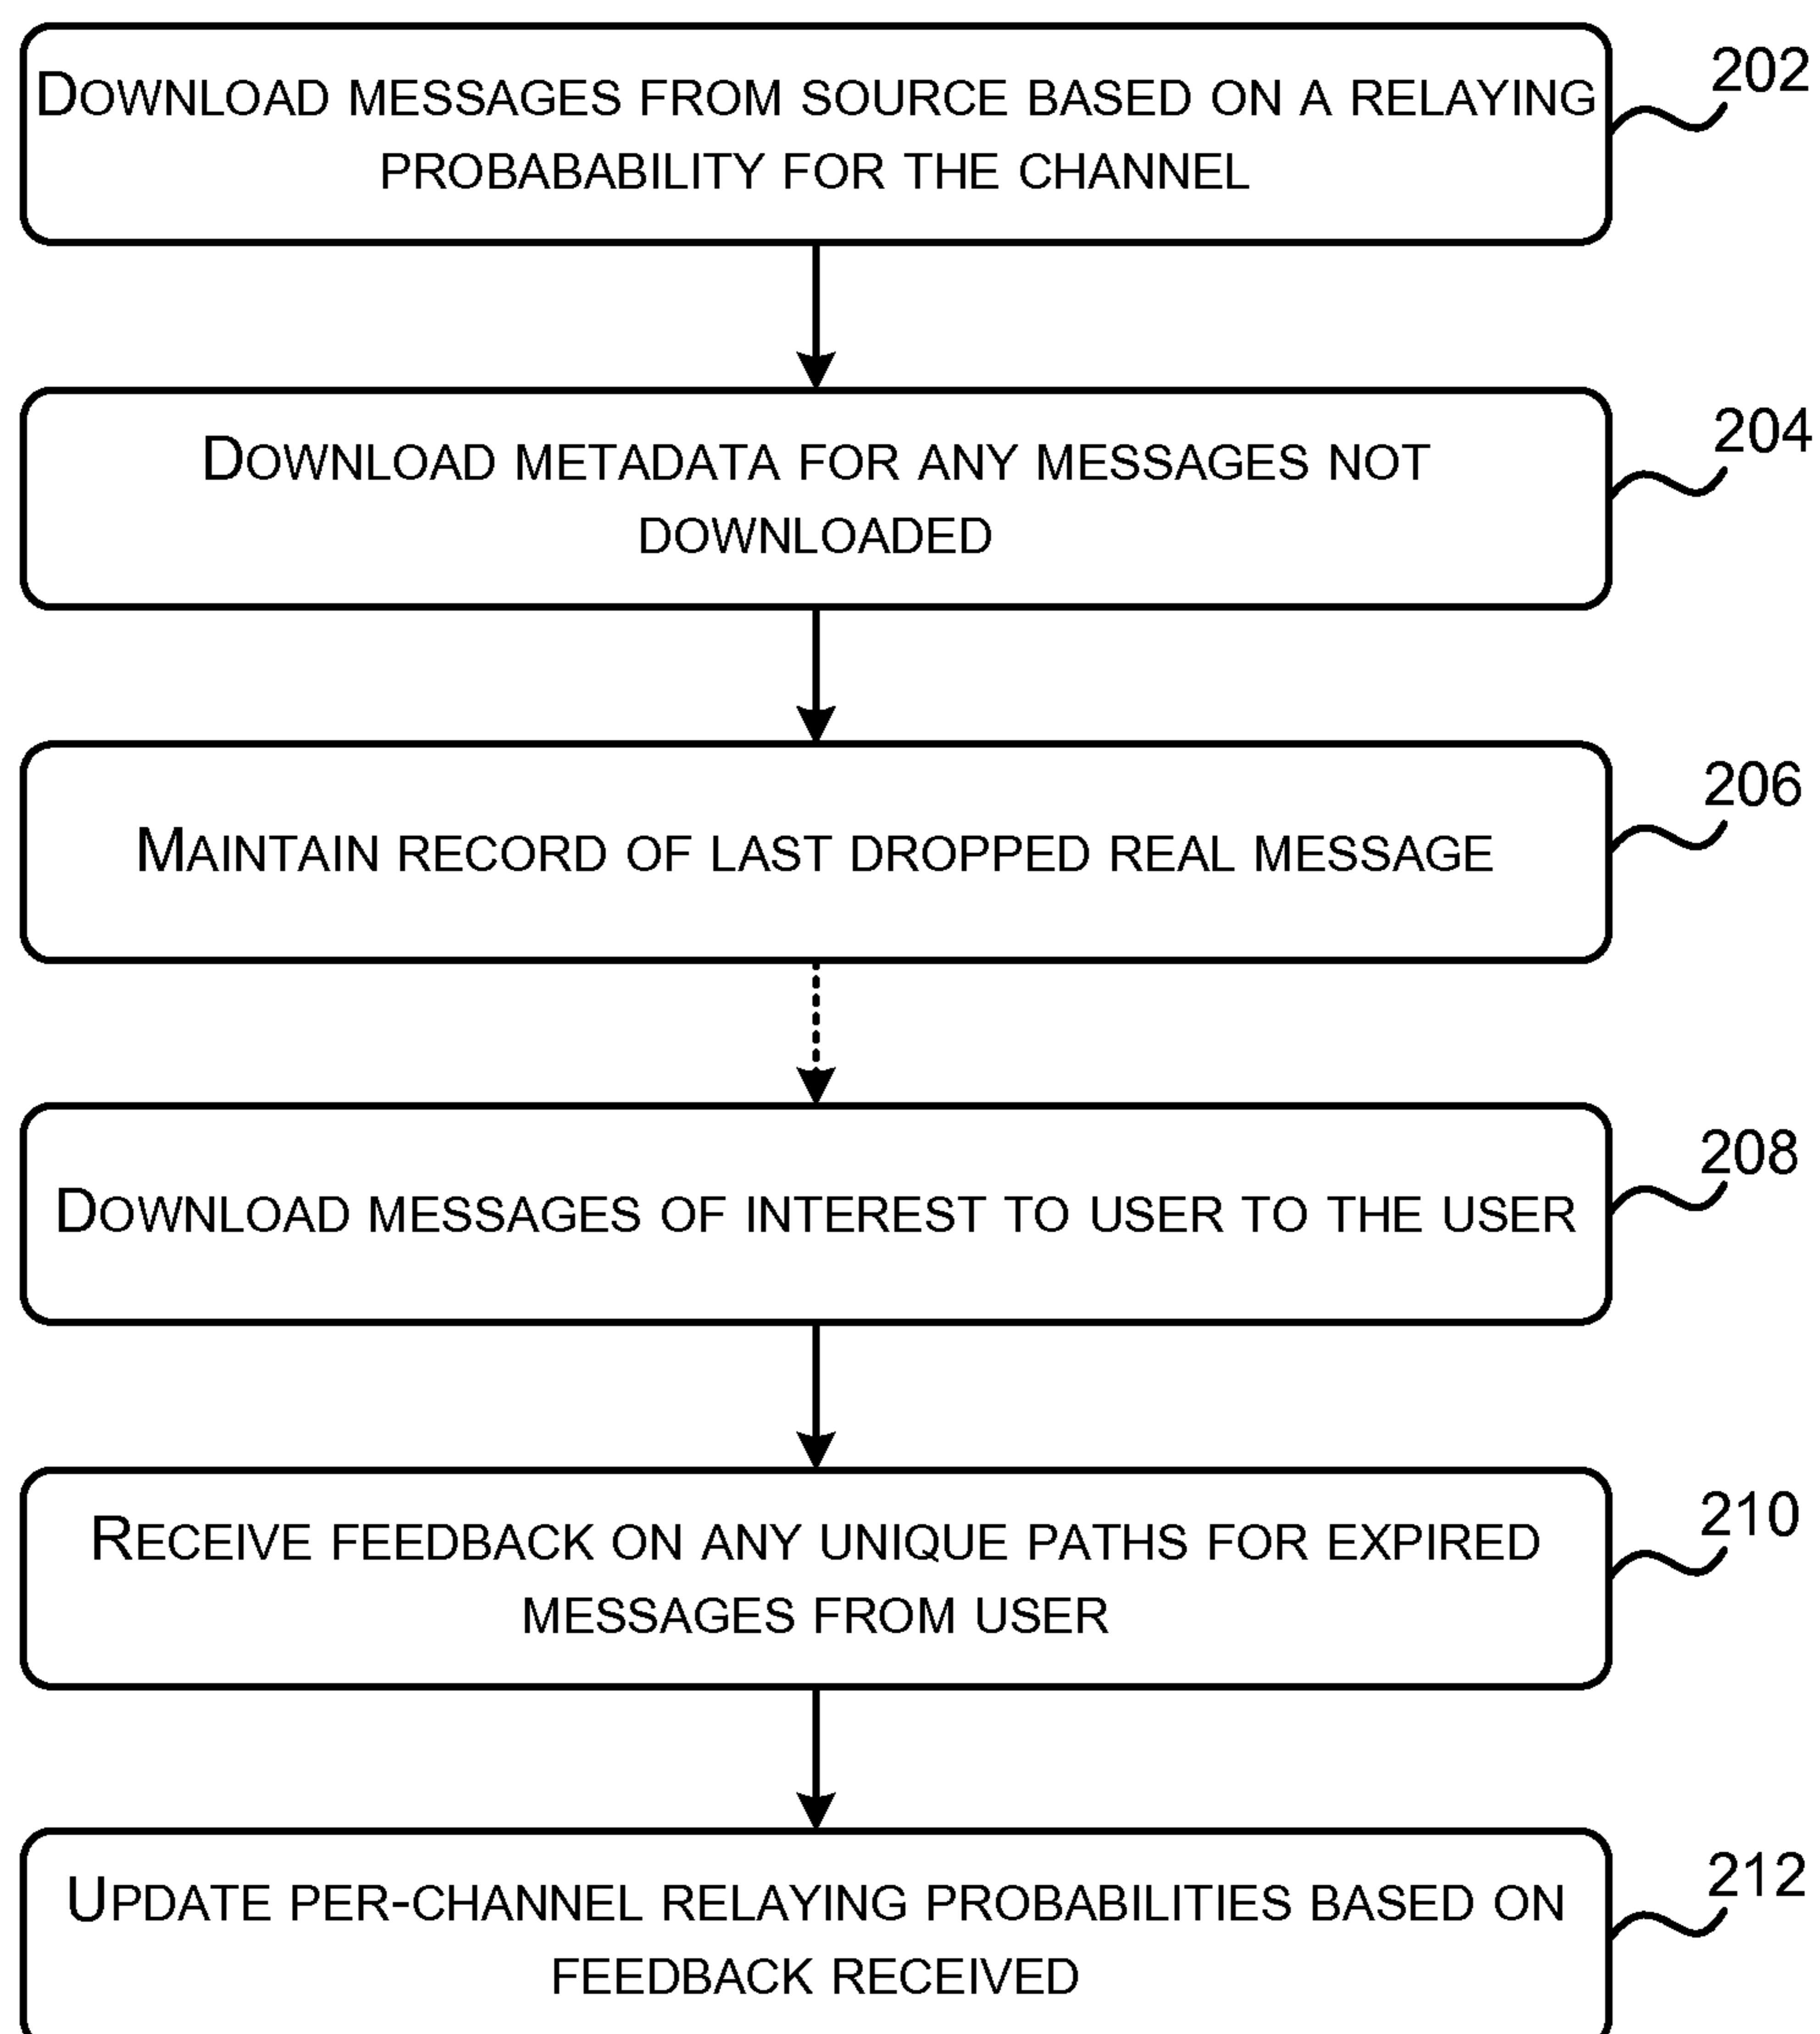 DOWNLOAD MESSAGES FROM SOURCE BASED ON A RELAYING
PROBABABILITY FOR THE CHANNEL
202
DOWNLOAD METADATA FOR ANY MESSAGES NOT
DOWNLOADED
204
MAINTAIN RECORD OF LAST DROPPED REAL MESSAGE
206
DOWNLOAD MESSAGES OF INTEREST TO USER TO THE USER
208
RECEIVE FEEDBACK ON ANY UNIQUE PATHS FOR EXPIRED
MESSAGES FROM USER
210
UPDATE PER-CHANNEL RELAYING PROBABILITIES BASED ON
FEEDBACK RECEIVED
212